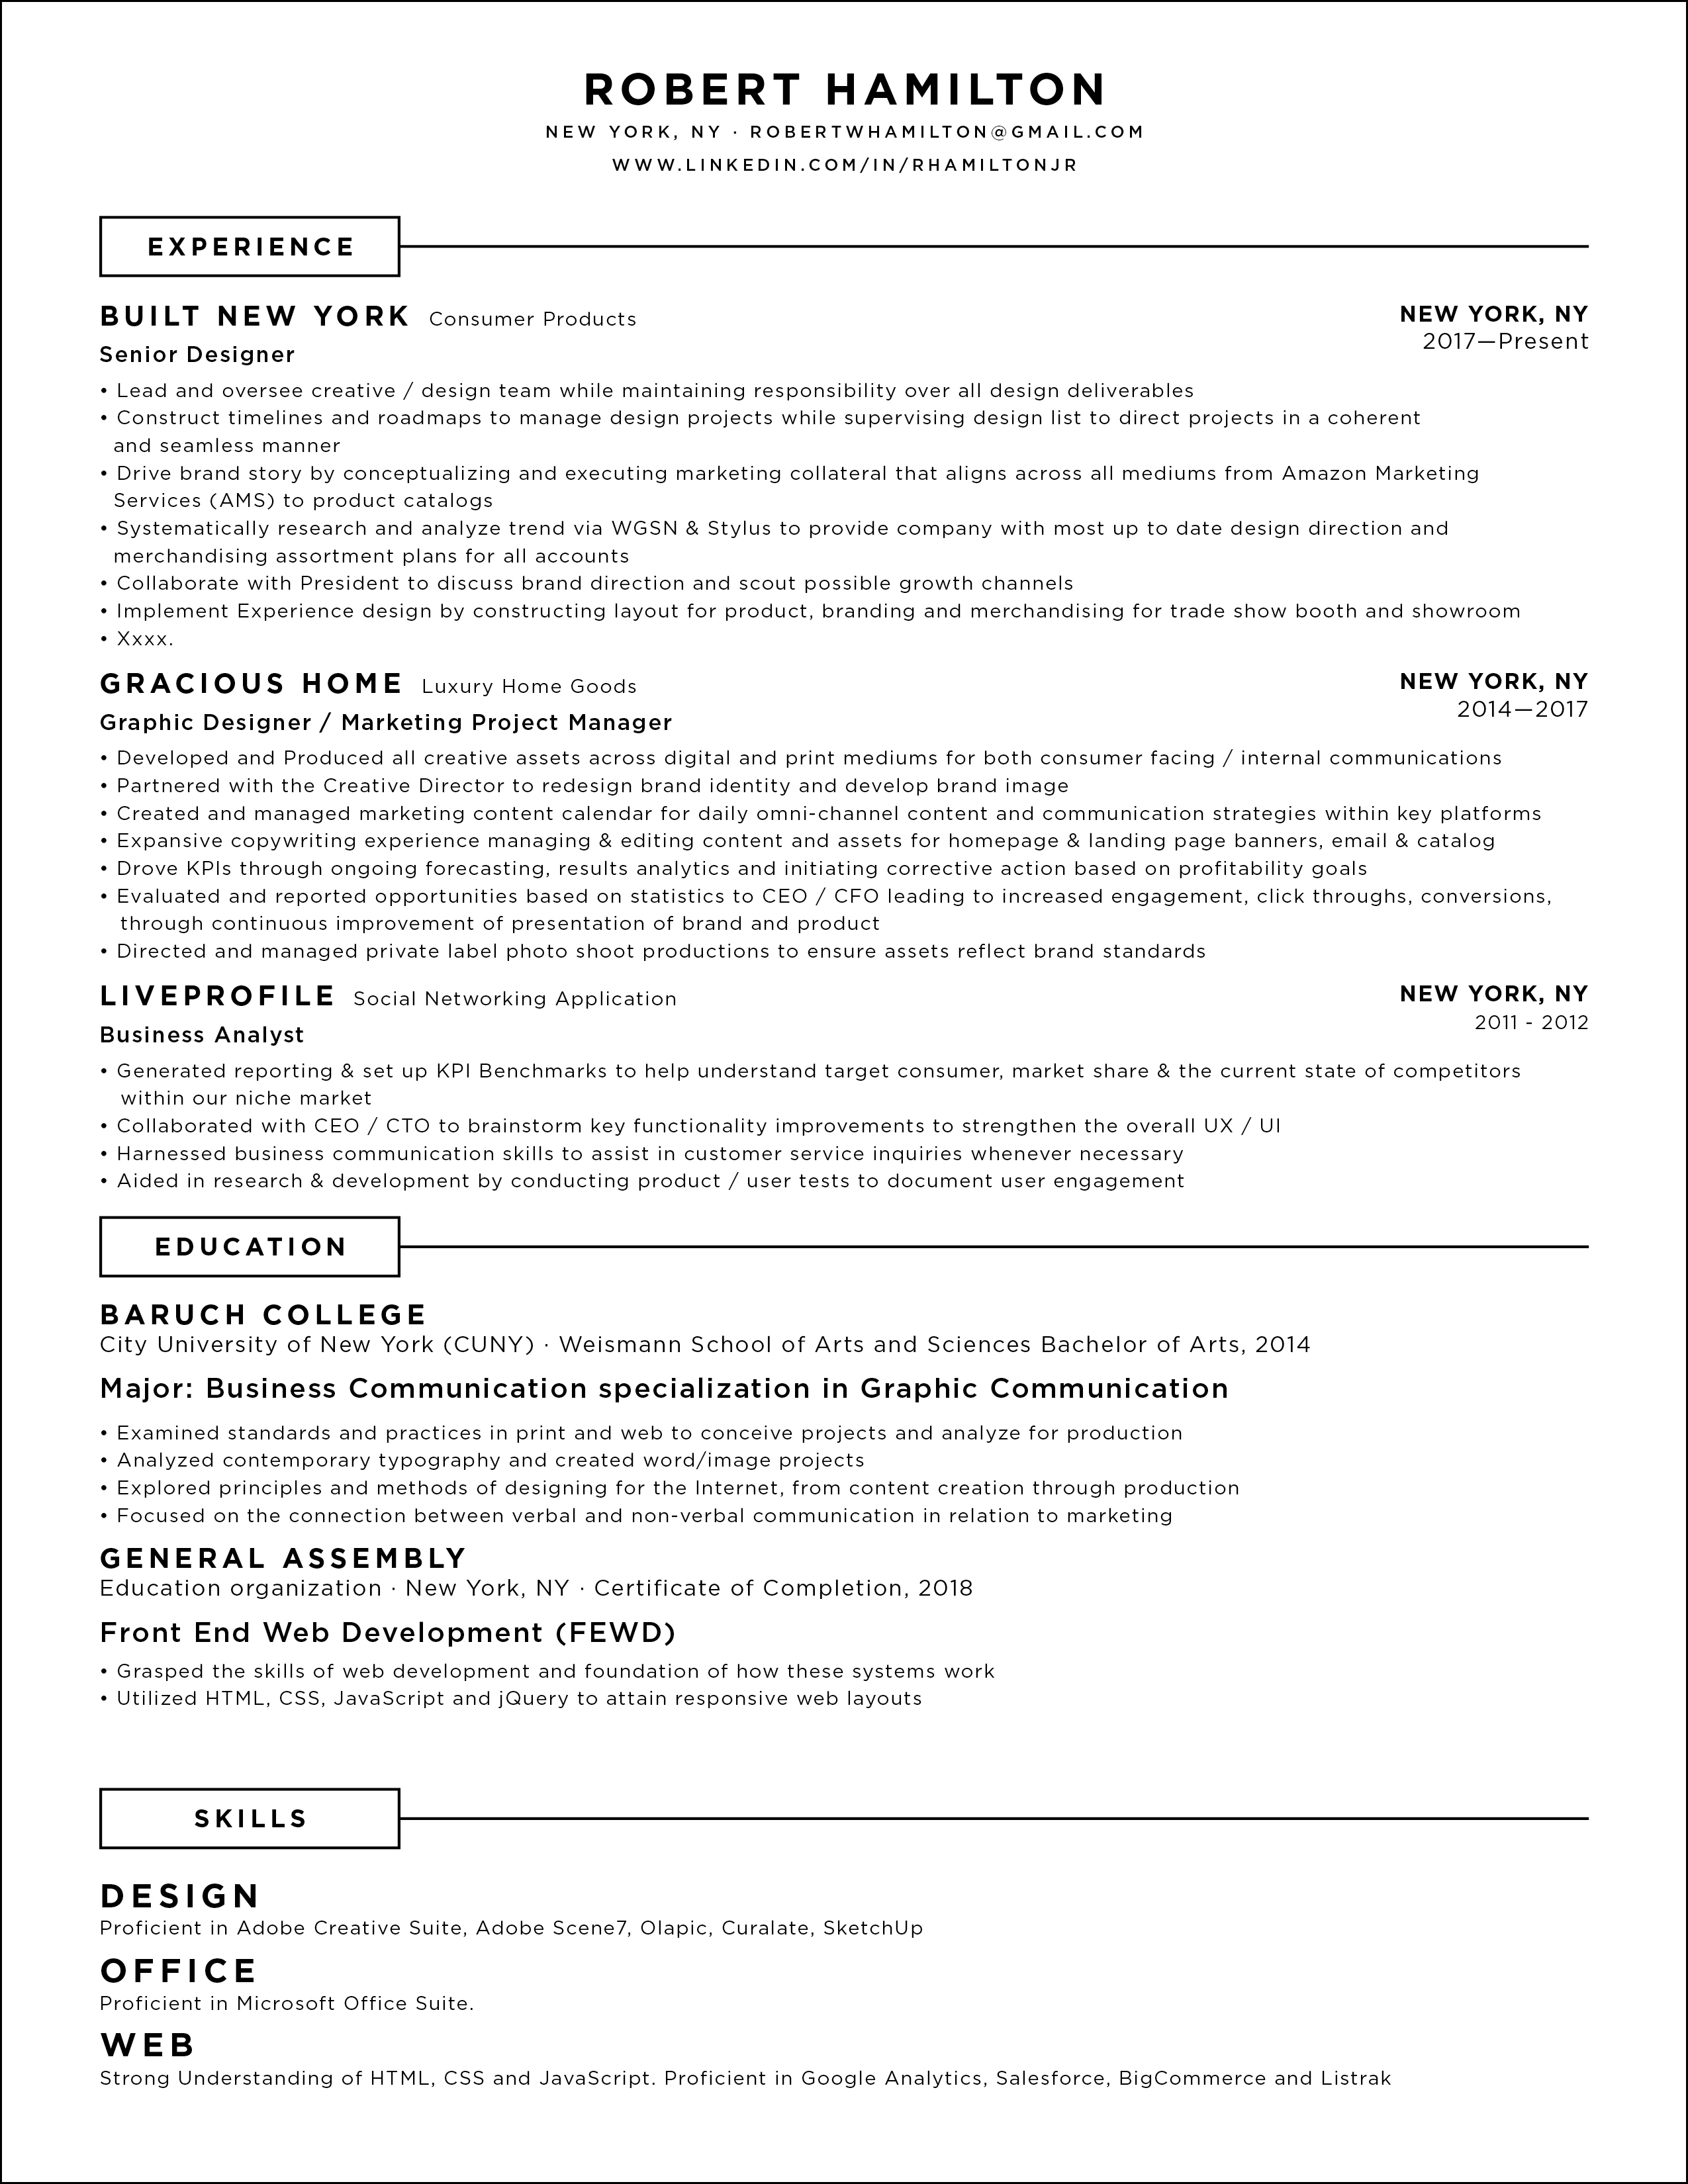 ROBERT HAMILTON
NEW YORK, NY · ROBERTWHAMILTON@GMAIL.COM
WWW.LINKEDIN.COM/IN/RHAMILTONJR
EXPERIENCE
BUILT NEW YORK Consumer Products NEW YORK, NY
2017—Present
Senior Designer
• Lead and oversee creative / design team while maintaining responsibility over all design deliverables
• Construct timelines and roadmaps to manage design projects while supervising design list to direct projects in a coherent
and seamless manner
• Drive brand story by conceptualizing and executing marketing collateral that aligns across all mediums from Amazon Marketing
Services (AMS) to product catalogs
• Systematically research and analyze trend via WGSN & Stylus to provide company with most up to date design direction and
merchandising assortment plans for all accounts
• Collaborate with President to discuss brand direction and scout possible growth channels
• Implement Experience design by constructing layout for product, branding and merchandising for trade show booth and showroom
• Xxxx.
GRACIOUS HOME Luxury Home Goods NEW YORK, NY
2014—2017
Graphic Designer / Marketing Project Manager
• Developed and Produced all creative assets across digital and print mediums for both consumer facing / internal communications
• Partnered with the Creative Director to redesign brand identity and develop brand image
• Created and managed marketing content calendar for daily omni-channel content and communication strategies within key platforms
• Expansive copywriting experience managing & editing content and assets for homepage & landing page banners, email & catalog
• Drove KPIs through ongoing forecasting, results analytics and initiating corrective action based on profitability goals
• Evaluated and reported opportunities based on statistics to CEO / CFO leading to increased engagement, click throughs, conversions,
through continuous improvement of presentation of brand and product
• Directed and managed private label photo shoot productions to ensure assets reflect brand standards
LIVEPROFILE Social Networking Application NEW YORK, NY
2011 - 2012
Business Analyst
• Generated reporting & set up KPI Benchmarks to help understand target consumer, market share & the current state of competitors
within our niche market
• Collaborated with CEO / CTO to brainstorm key functionality improvements to strengthen the overall UX / UI
• Harnessed business communication skills to assist in customer service inquiries whenever necessary
• Aided in research & development by conducting product / user tests to document user engagement
EDUCATION
BARUCH COLLEGE
City University of New York (CUNY) · Weismann School of Arts and Sciences Bachelor of Arts, 2014
Major: Business Communication specialization in Graphic Communication
• Examined standards and practices in print and web to conceive projects and analyze for production
• Analyzed contemporary typography and created word/image projects
• Explored principles and methods of designing for the Internet, from content creation through production
• Focused on the connection between verbal and non-verbal communication in relation to marketing
GENERAL ASSEMBLY
Education organization · New York, NY · Certificate of Completion, 2018
Front End Web Development (FEWD)
• Grasped the skills of web development and foundation of how these systems work
• Utilized HTML, CSS, JavaScript and jQuery to attain responsive web layouts
SKILLS
DESIGN
Proficient in Adobe Creative Suite, Adobe Scene7, Olapic, Curalate, SketchUp
OFFICE
Proficient in Microsoft Office Suite.
WEB
Strong Understanding of HTML, CSS and JavaScript. Proficient in Google Analytics, Salesforce, BigCommerce and Listrak